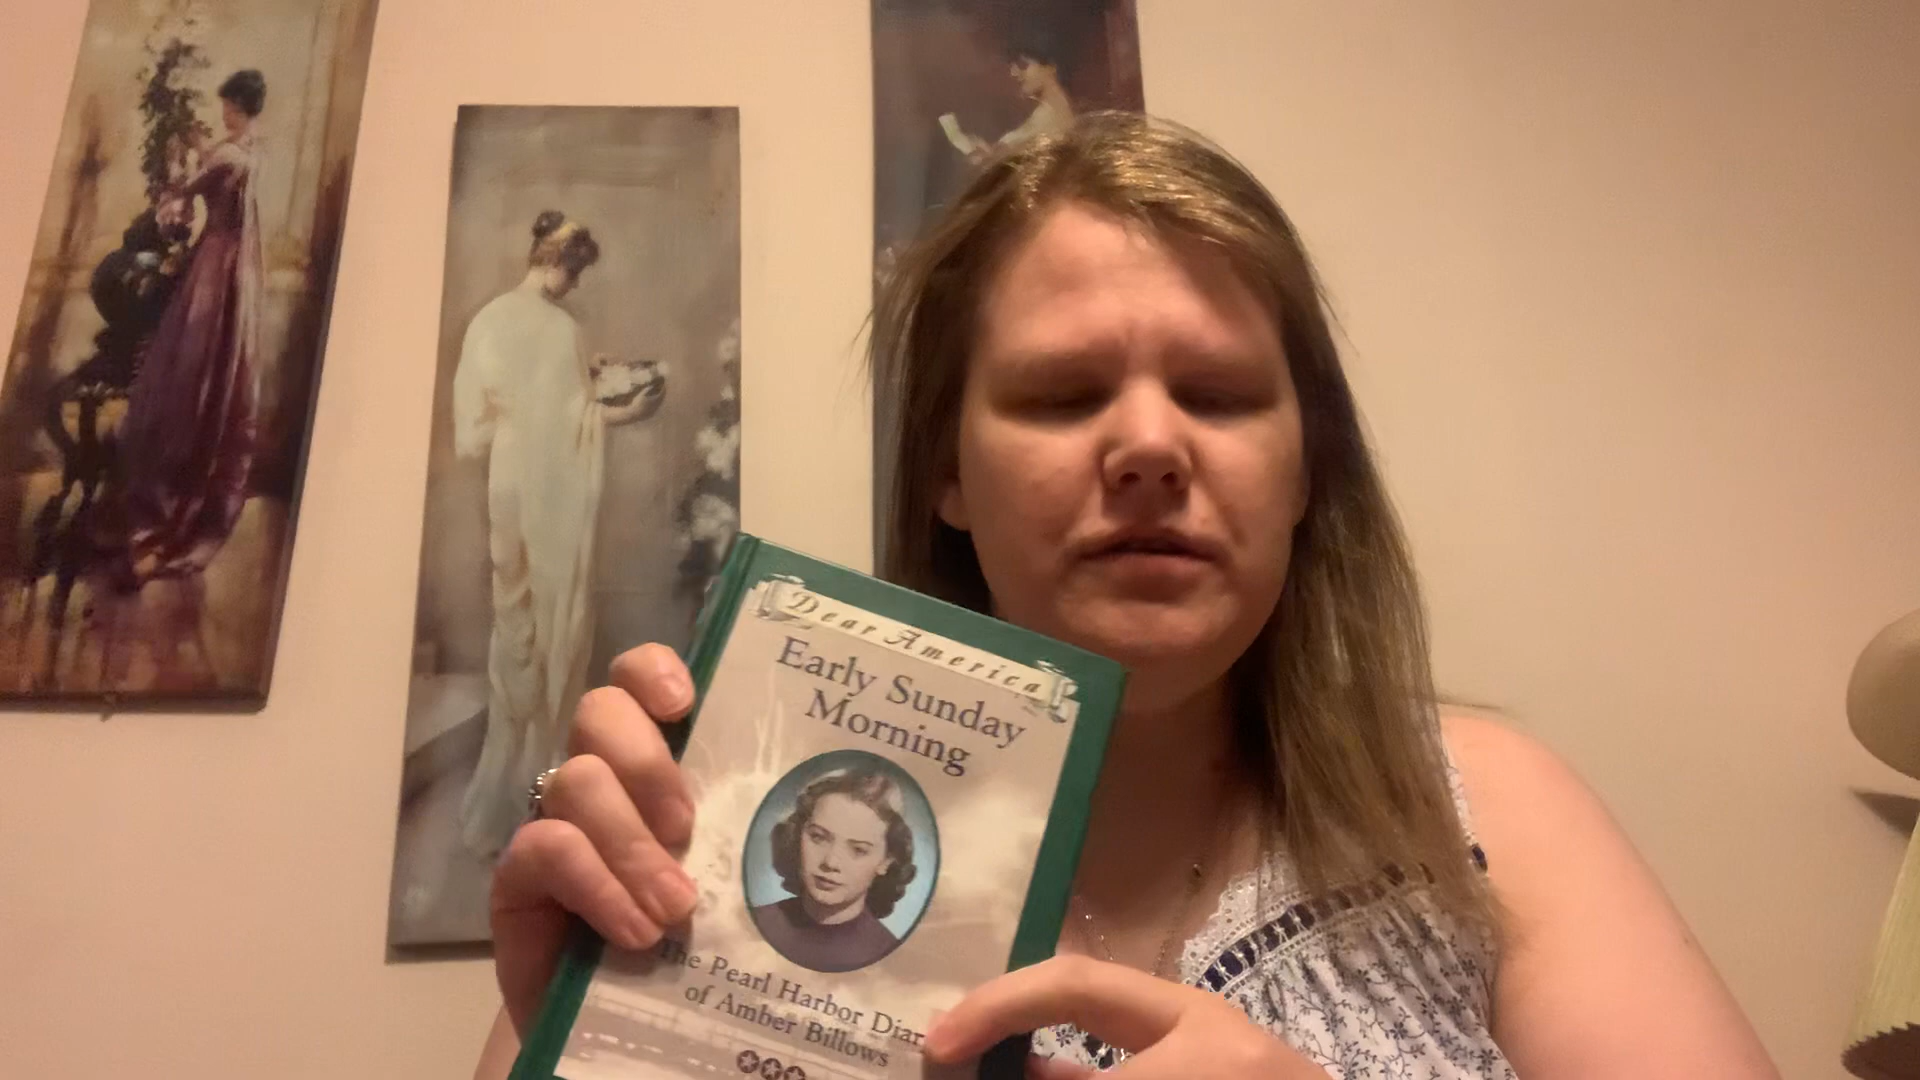 Dear America
Early Sunday
Morning
The Pearl Harbor Diar
of Amber Billows